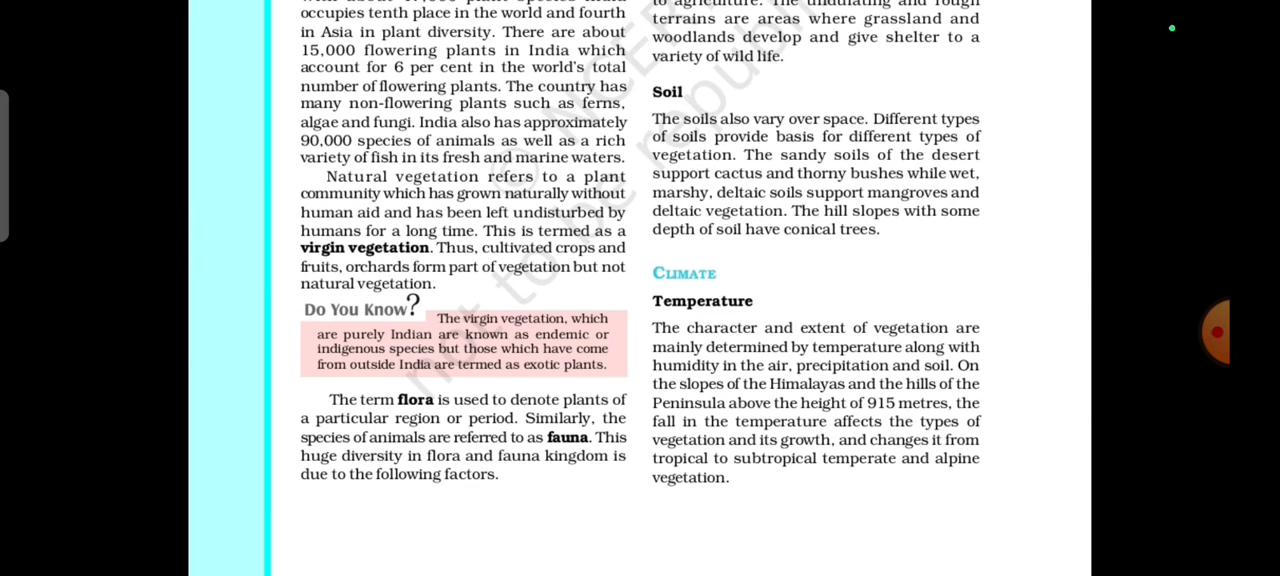 occupies tenth place in the world and fourth
in Asia in plant diversity. There are about
15,000 flowering plants in India which
account for 6 per cent in the world's total
number of flowering plants. The country has
many non-flowering plants such as ferns,
algae and fungi. India also has approximately
90,000 species of animals as well as a rich
variety of fish in its fresh and marine waters.
Natural vegetation refers to a plant
community which has grown naturally without
human aid and has been left undisturbed by
humans for a long time. This is termed as a
virgin vegetation. Thus, cultivated crops and
fruits, orchards form part of vegetation but not
natural vegetation.
Do You Know?
The virgin vegetation, which
are purely Indian are known as endemic or
indigenous species but those which have come
from outside India are termed as exotic plants.
The term flora is used to denote plants of
a particular region or period. Similarly, the
species of animals are referred to as fauna. This
huge diversity in flora and fauna kingdom is
due to the following factors.
to agriculture. The undulating and rough
terrains are areas where grassland and
woodlands develop and give shelter to a
variety of wild life.
Soil
The soils also vary over space. Different types
of soils provide basis for different types of
vegetation. The sandy soils of the desert
support cactus and thorny bushes while wet,
marshy, deltaic soils support mangroves and
deltaic vegetation. The hill slopes with some
depth of soil have conical trees.
CLIMATE
Temperature
The character and extent of vegetation are
mainly determined by temperature along with
humidity in the air, precipitation and soil. On
the slopes of the Himalayas and the hills of the
Peninsula above the height of 915 metres, the
fall in the temperature affects the types of
vegetation and its growth, and changes it from
tropical to subtropical temperate and alpine
vegetation.
© NCER
not to be republi